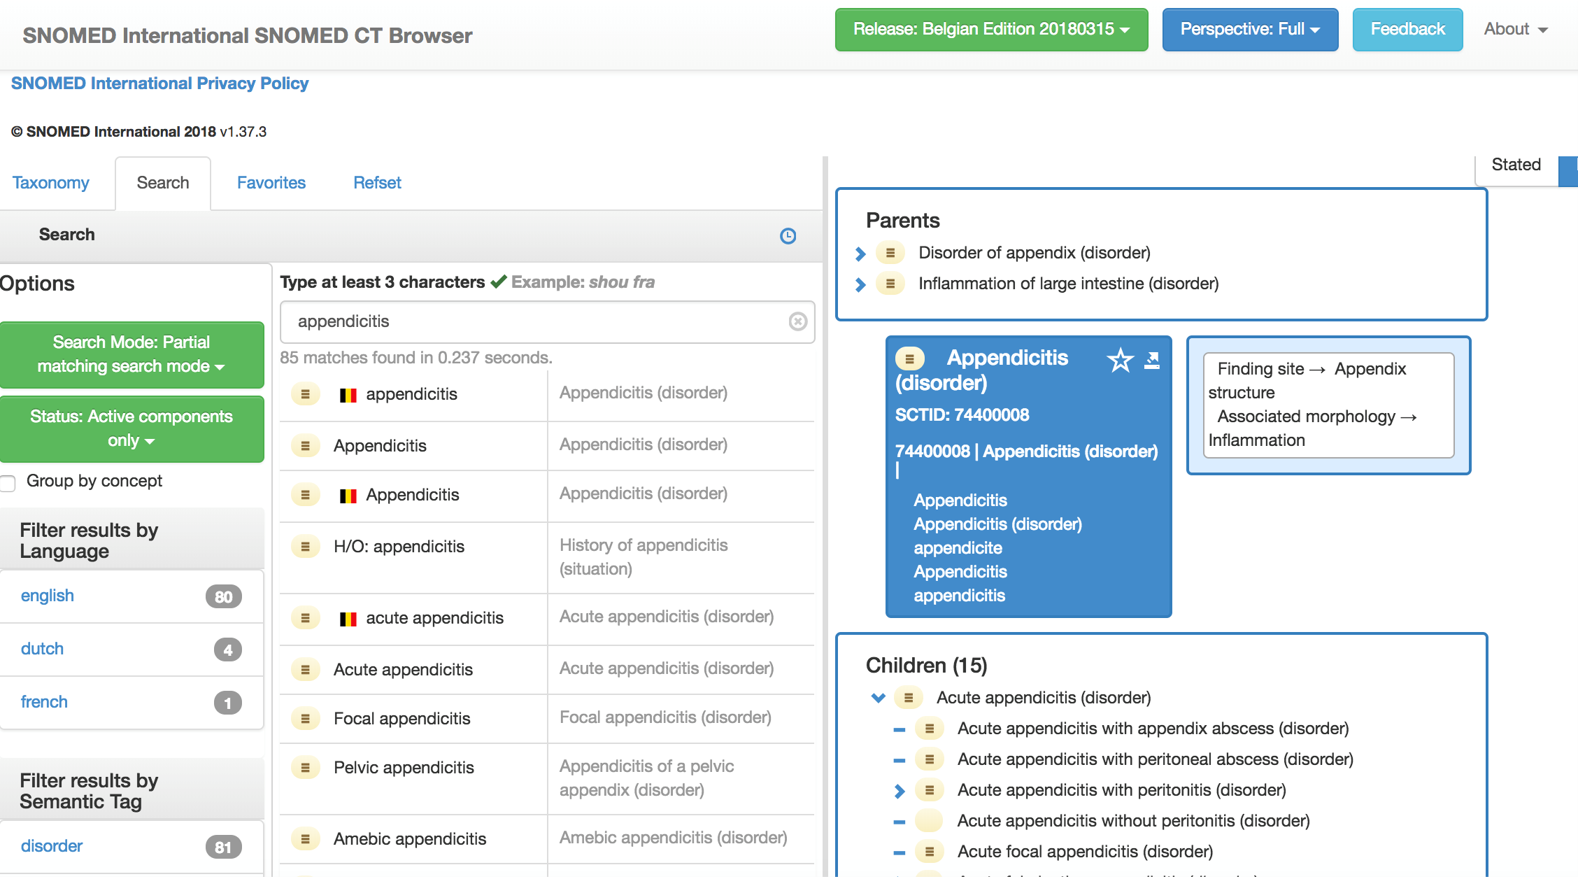 SNOMED International SNOMED CT Browser
Release: Belgian Edition 20180315
Perspective: Full
Feedback
About
SNOMED International Privacy Policy
© SNOMED International 2018 v1.37.3
Taxonomy
Search
Favorites
Refset
Search
Options
Search Mode: Partial
matching search mode
Status: Active components
only
Group by concept
Filter results by
Language
english 80
dutch 4
french 1
Filter results by
Semantic Tag
disorder 81
Type at least 3 characters Example: shou fra
appendicitis
85 matches found in 0.237 seconds.
appendicitis Appendicitis (disorder)
Appendicitis Appendicitis (disorder)
Appendicitis Appendicitis (disorder)
H/O: appendicitis History of appendicitis
(situation)
acute appendicitis Acute appendicitis (disorder)
Acute appendicitis Acute appendicitis (disorder)
Focal appendicitis Focal appendicitis (disorder)
Pelvic appendicitis Appendicitis of a pelvic
appendix (disorder)
Amebic appendicitis Amebic appendicitis (disorder)
Stated
Parents
Disorder of appendix (disorder)
Inflammation of large intestine (disorder)
Appendicitis
(disorder)
SCTID: 74400008
74400008 | Appendicitis (disorder)
|
Appendicitis
Appendicitis (disorder)
appendicite
Appendicitis
appendicitis
Finding site → Appendix
structure
Associated morphology →
Inflammation
Children (15)
Acute appendicitis (disorder)
Acute appendicitis with appendix abscess (disorder)
Acute appendicitis with peritoneal abscess (disorder)
Acute appendicitis with peritonitis (disorder)
Acute appendicitis without peritonitis (disorder)
Acute focal appendicitis (disorder)